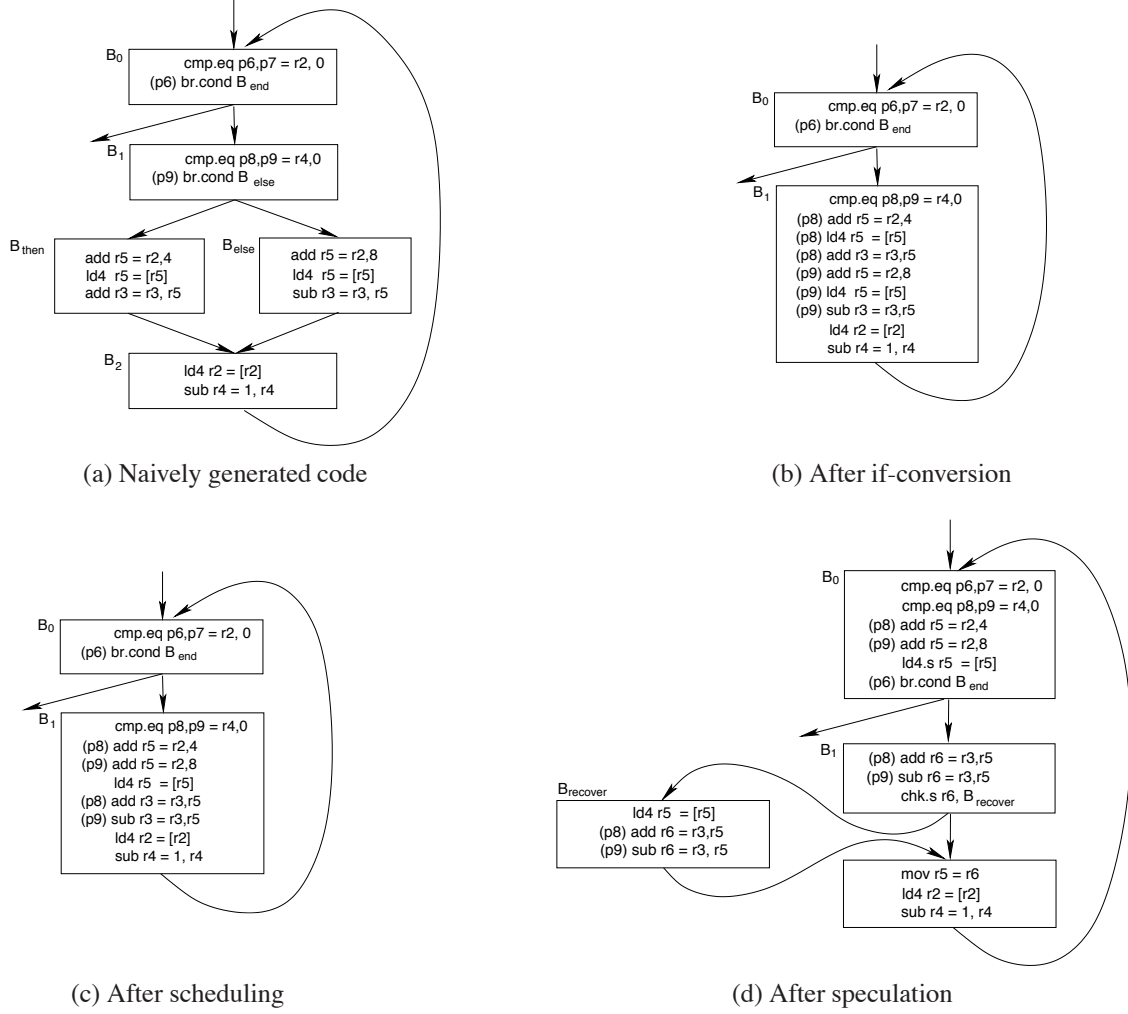 B0
cmp.eq p6,p7 = r2, 0
(p6) br.cond B end
B1
cmp.eq p8,p9 = r4,0
(p9) br.cond B else
Bthen
add r5 = r2,4
ld4 r5 = [r5]
add r3 = r3, r5
Belse
add r5 = r2,8
ld4 r5 = [r5]
sub r3 = r3, r5
B2
ld4 r2 = [r2]
sub r4 = 1, r4
(a) Naively generated code
B0
cmp.eq p6,p7 = r2, 0
(p6) br.cond B end
B1
cmp.eq p8,p9 = r4,0
(p8) add r5 = r2,4
(p8) ld4 r5 = [r5]
(p8) add r3 = r3,r5
(p9) add r5 = r2,8
(p9) ld4 r5 = [r5]
(p9) sub r3 = r3,r5
ld4 r2 = [r2]
sub r4 = 1, r4
(b) After if-conversion
B0
cmp.eq p6,p7 = r2, 0
(p6) br.cond B end
B1
cmp.eq p8,p9 = r4,0
(p8) add r5 = r2,4
(p9) add r5 = r2,8
ld4 r5 = [r5]
(p8) add r3 = r3,r5
(p9) sub r3 = r3,r5
ld4 r2 = [r2]
sub r4 = 1, r4
(c) After scheduling
B0
cmp.eq p6,p7 = r2, 0
cmp.eq p8,p9 = r4,0
(p8) add r5 = r2,4
(p9) add r5 = r2,8
ld4.s r5 = [r5]
(p6) br.cond B end
B1
(p8) add r6 = r3,r5
(p9) sub r6 = r3,r5
chk.s r6, Brecover
Brecover
ld4 r5 = [r5]
(p8) add r6 = r3,r5
(p9) sub r6 = r3, r5
mov r5 = r6
ld4 r2 = [r2]
sub r4 = 1, r4
(d) After speculation